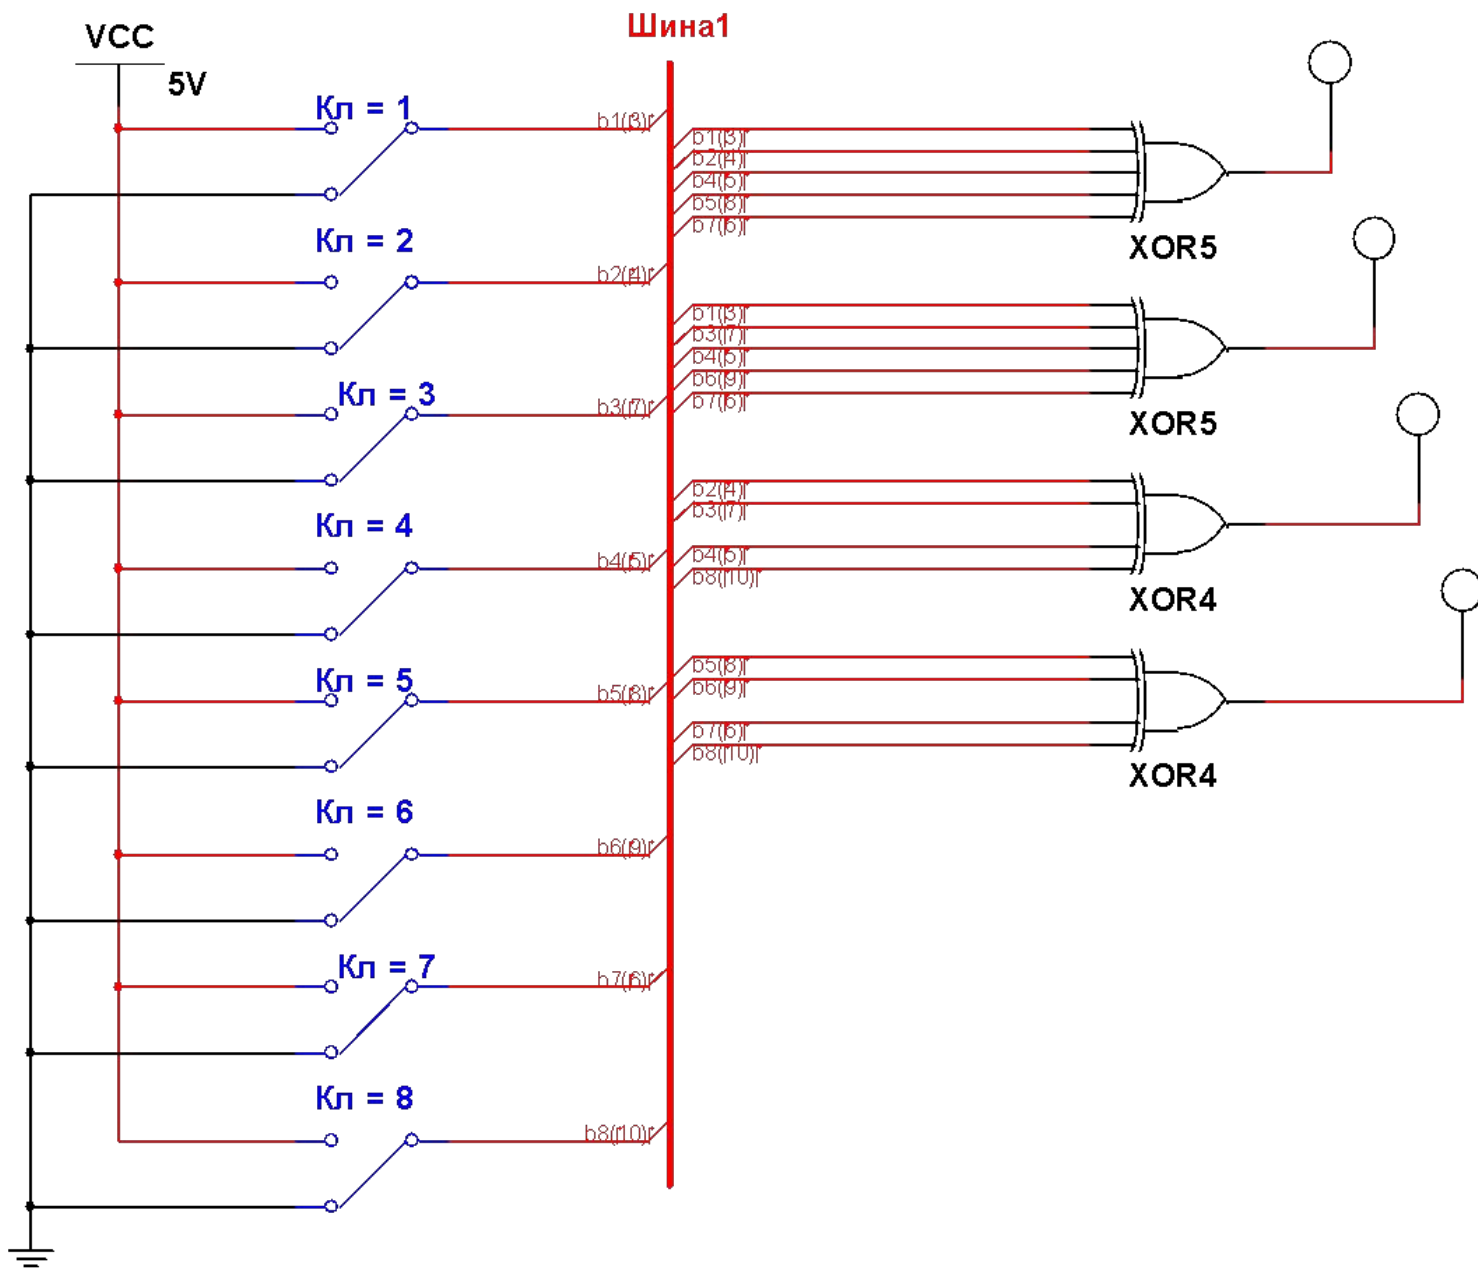 Шина1
VCC
5V
Кл = 1
b1(3)
b1(3)
b2(4)
b4(5)
b5(8)
b7(6)
XOR5
Кл = 2
b2(4)
b1(3)
b3(7)
b4(5)
b6(9)
b7(6)
XOR5
Кл = 3
b3(7)
b2(4)
b3(7)
b4(5)
b8(10)
XOR4
Кл = 4
b4(5)
Кл = 5
b5(8)
b5(8)
b6(9)
b7(6)
b8(10)
XOR4
Кл = 6
b6(9)
Кл = 7
b7(6)
Кл = 8
b8(10)